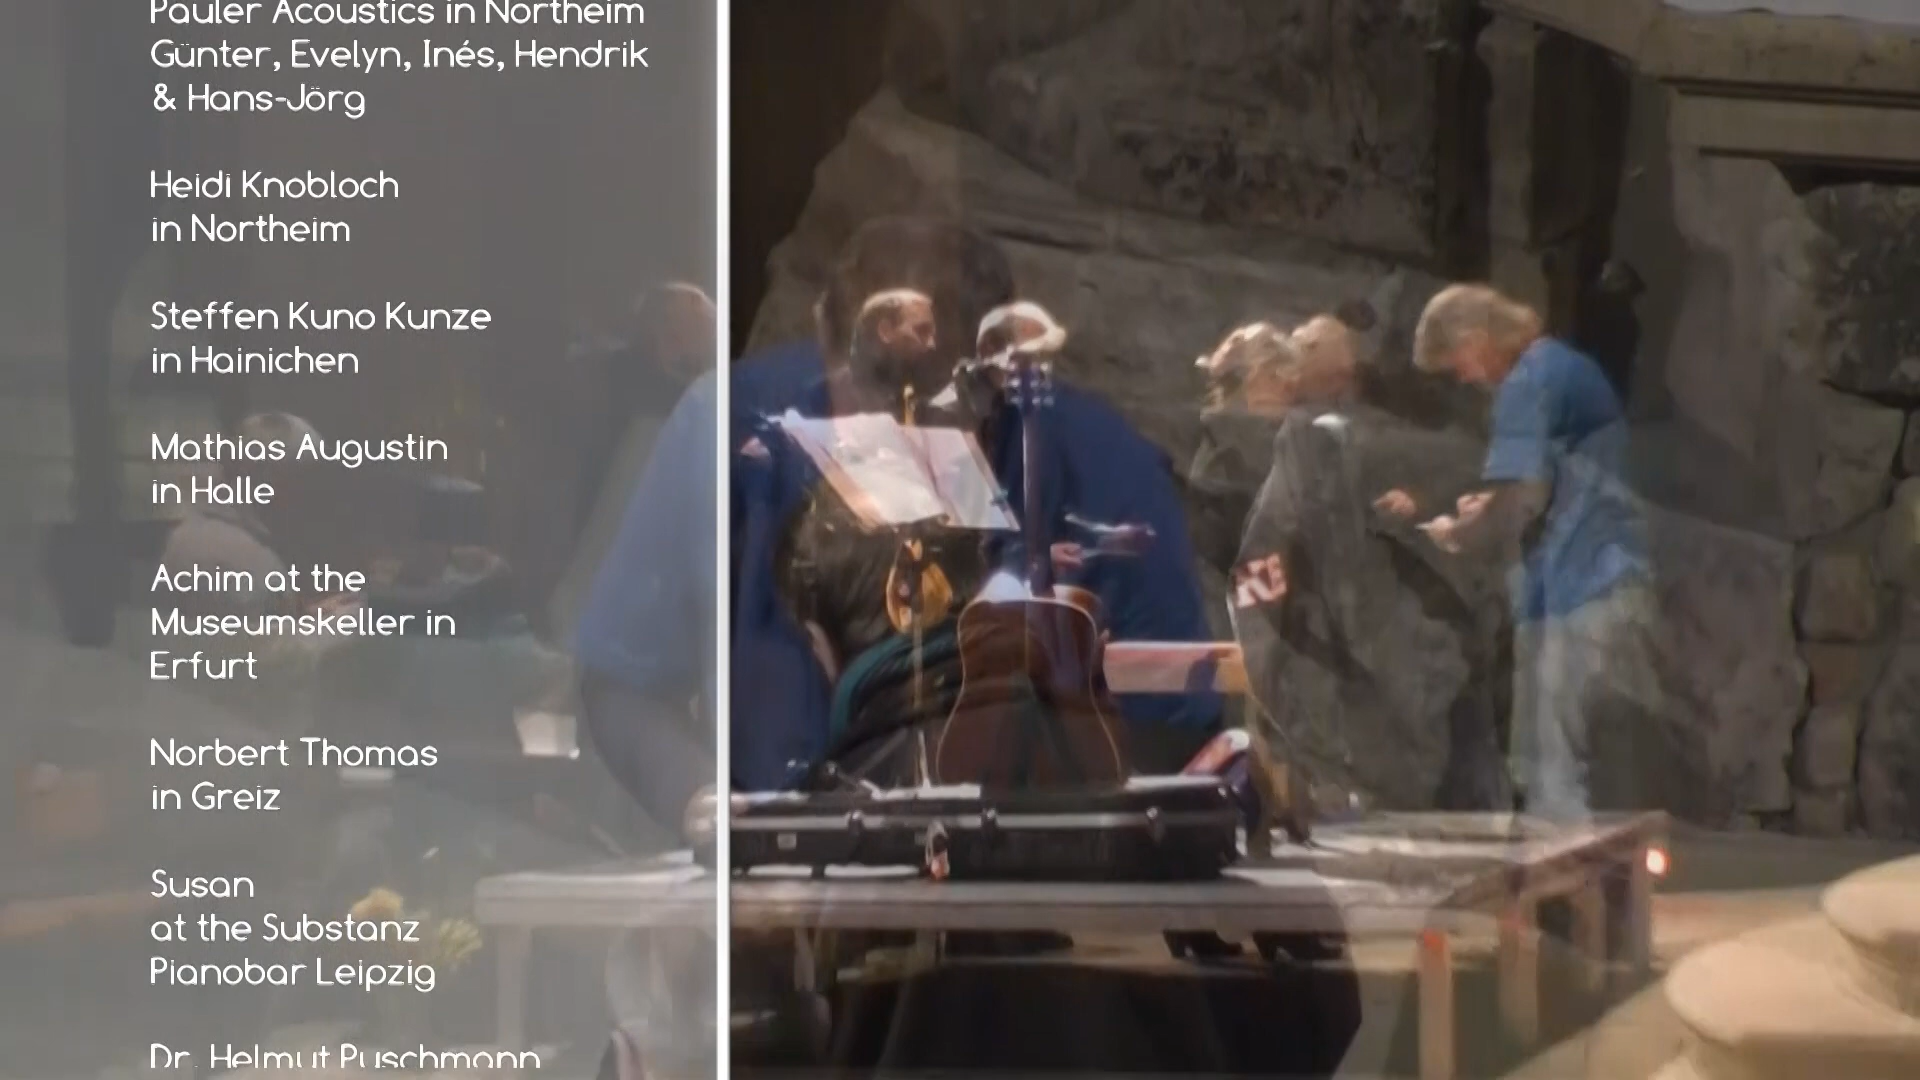 Pauler Acoustics in Northeim
Günter, Evelyn, Inés, Hendrik
& Hans-Jörg
Heidi Knobloch
in Northeim
Steffen Kuno Kunze
in Hainichen
Mathias Augustin
in Halle
Achim at the
Museumskeller in
Erfurt
Norbert Thomas
in Greiz
Susan
at the Substanz
Pianobar Leipzig
Dr. Helmut Puschmann